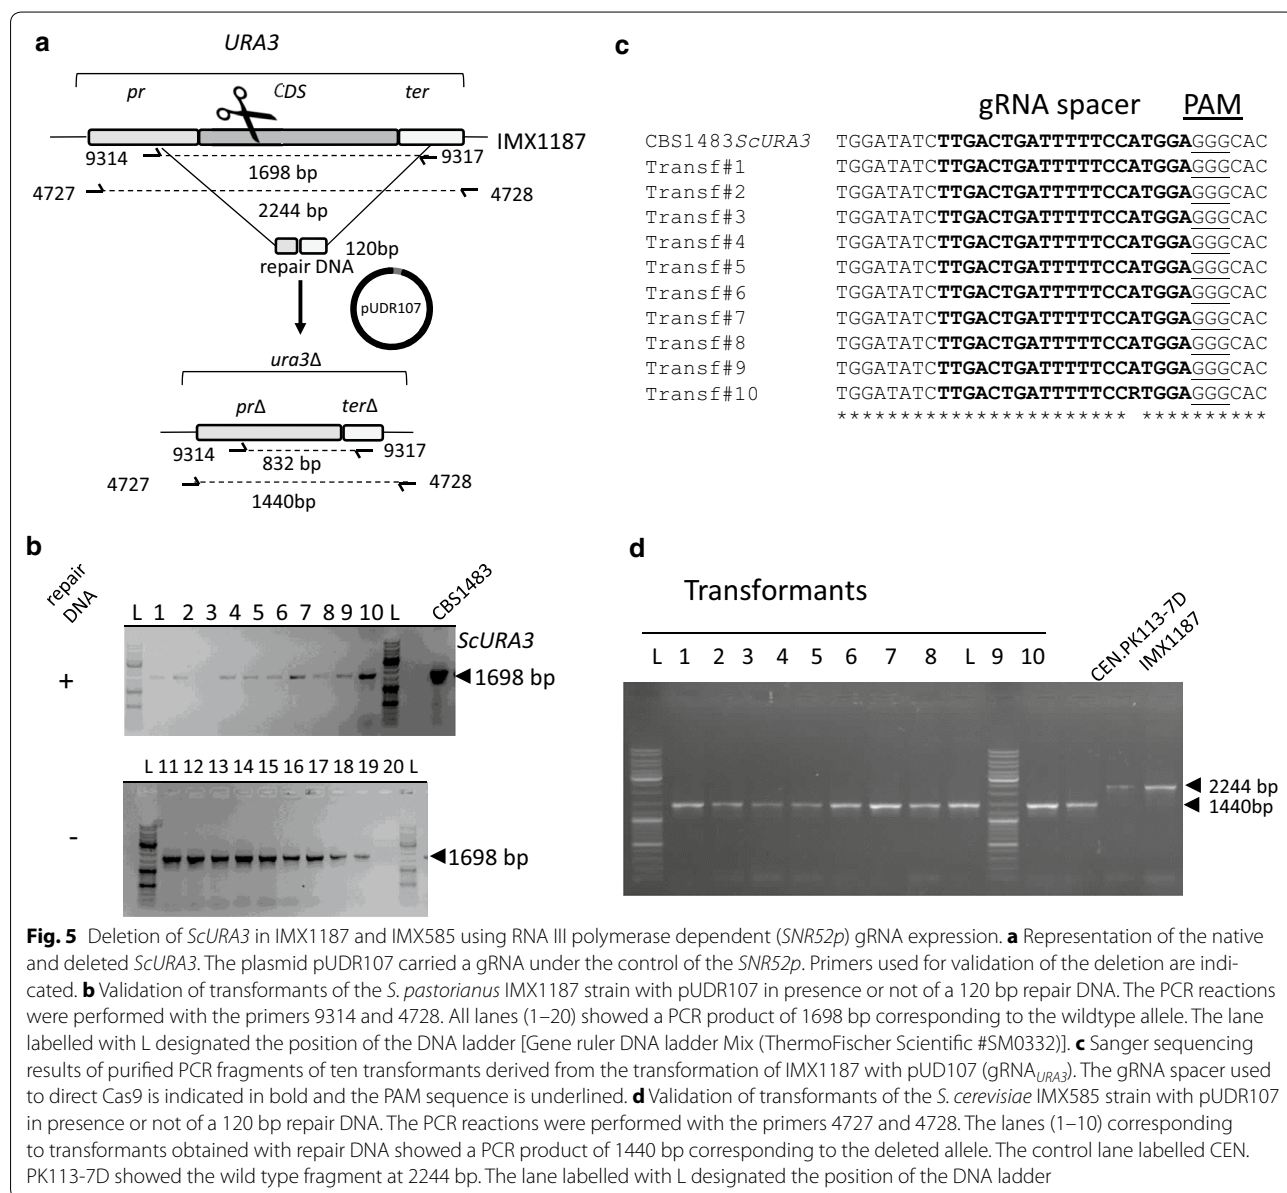 a
URA3
pr CDS ter
IMX1187
9314 9317
1698 bp
4727 4728
2244 bp
120bp
repair DNA
pUDR107
ura3Δ
prΔ terΔ
9314 9317
832 bp
4727 4728
1440bp
c
gRNA spacer PAM
CBS1483ScURA3 TGGATATCTTGACTGATTTTTCCATGGAGGGCAC
Transf#1 TGGATATCTTGACTGATTTTTCCATGGAGGGCAC
Transf#2 TGGATATCTTGACTGATTTTTCCATGGAGGGCAC
Transf#3 TGGATATCTTGACTGATTTTTCCATGGAGGGCAC
Transf#4 TGGATATCTTGACTGATTTTTCCATGGAGGGCAC
Transf#5 TGGATATCTTGACTGATTTTTCCATGGAGGGCAC
Transf#6 TGGATATCTTGACTGATTTTTCCATGGAGGGCAC
Transf#7 TGGATATCTTGACTGATTTTTCCATGGAGGGCAC
Transf#8 TGGATATCTTGACTGATTTTTCCATGGAGGGCAC
Transf#9 TGGATATCTTGACTGATTTTTCCATGGAGGGCAC
Transf#10 TGGATATCTTGACTGATTTTTCCRTGGAGGGCAC
*********************** **********
b
repair
DNA
L 1 2 3 4 5 6 7 8 9 10 L CBS1483
ScURA3
+ 1698 bp
L 11 12 13 14 15 16 17 18 19 20 L
- 1698 bp
d
Transformants
L 1 2 3 4 5 6 7 8 L 9 10 CEN.PK113-7D IMX1187
2244 bp
1440bp
Fig. 5 Deletion of ScURA3 in IMX1187 and IMX585 using RNA III polymerase dependent (SNR52p) gRNA expression. a Representation of the native
and deleted ScURA3. The plasmid pUDR107 carried a gRNA under the control of the SNR52p. Primers used for validation of the deletion are indi-
cated. b Validation of transformants of the S. pastorianus IMX1187 strain with pUDR107 in presence or not of a 120 bp repair DNA. The PCR reactions
were performed with the primers 9314 and 4728. All lanes (1–20) showed a PCR product of 1698 bp corresponding to the wildtype allele. The lane
labelled with L designated the position of the DNA ladder [Gene ruler DNA ladder Mix (ThermoFischer Scientific #SM0332)]. c Sanger sequencing
results of purified PCR fragments of ten transformants derived from the transformation of IMX1187 with pUD107 (gRNAURA3). The gRNA spacer used
to direct Cas9 is indicated in bold and the PAM sequence is underlined. d Validation of transformants of the S. cerevisiae IMX585 strain with pUDR107
in presence or not of a 120 bp repair DNA. The PCR reactions were performed with the primers 4727 and 4728. The lanes (1–10) corresponding
to transformants obtained with repair DNA showed a PCR product of 1440 bp corresponding to the deleted allele. The control lane labelled CEN.
PK113-7D showed the wild type fragment at 2244 bp. The lane labelled with L designated the position of the DNA ladder